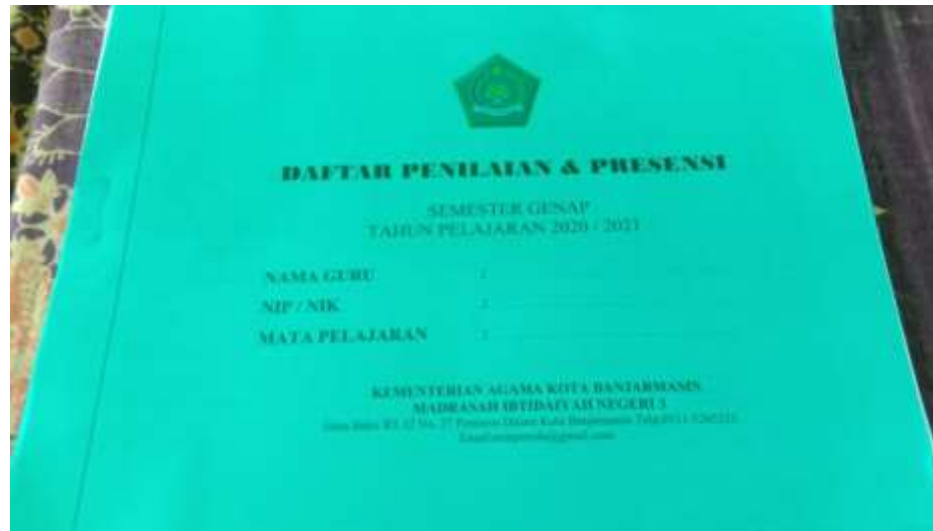 DAFTAR PENILAIAN & PRESENSI
SEMESTER GENAP
TAHUN PELAJARAN 2020 / 2021
NAMA GURU :
NIP / NIK :
MATA PELAJARAN :
KEMENTERIAN AGAMA KOTA BANJARMASIN
MADRASAH IBTIDAIYAH NEGERI 3